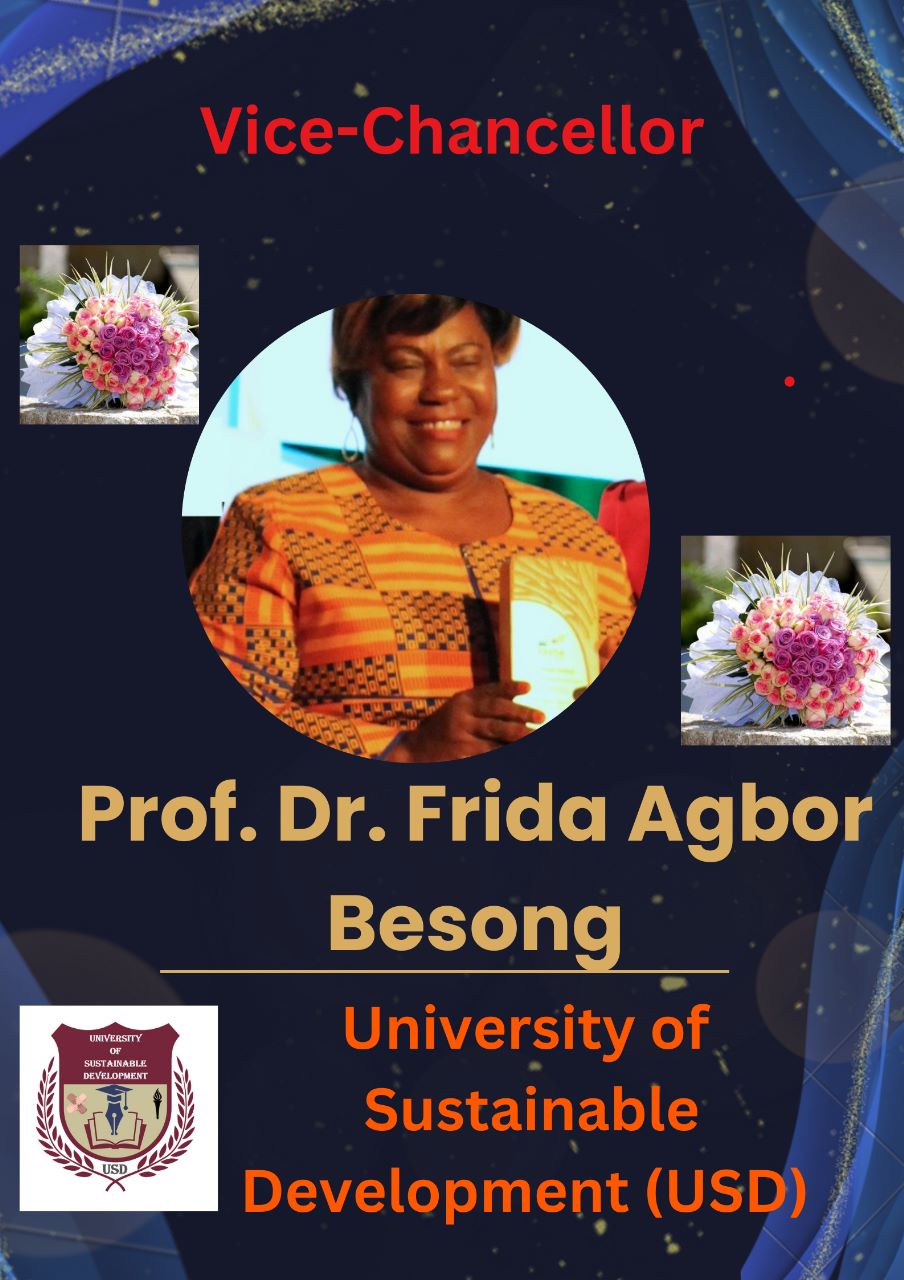 Vice-Chancellor
Prof. Dr. Frida Agbor
Besong
University of
Sustainable
Development (USD)
UNIVERSITY
OF
SUSTAINABLE
DEVELOPMENT
USD